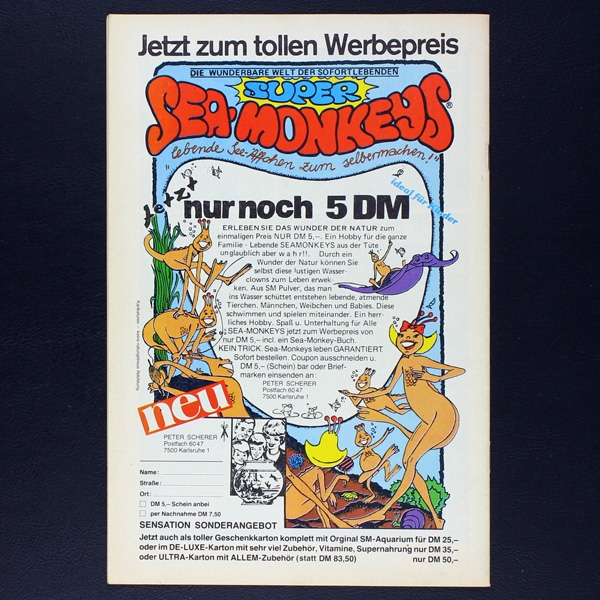 Jetzt zum tollen Werbepreis
DIE WUNDERBARE WELT DER SOFORTLEBENDEN
SUPER
SEA-MONKEYS®
"lebende See-Äffchen zum selbermachen!"
ideal für Kinder
Jetzt
nur noch 5 DM
ERLEBEN SIE DAS WUNDER DER NATUR zum
einmaligen Preis NUR DM 5,–. Ein Hobby für die ganze
Familie - Lebende SEAMONKEYS aus der Tüte
unglaublich aber w a h r!!. Durch ein
Wunder der Natur können Sie
selbst diese lustigen Wasser-
clowns zum Leben erwek-
ken. Aus SM Pulver, das man
ins Wasser schüttet entstehen lebende, atmende
Tierchen. Männchen, Weibchen und Babies. Diese
schwimmen und spielen miteinander. Ein herr-
liches Hobby. Spaß u. Unterhaltung für Alle
SEA-MONKEYS jetzt zum Werbepreis von
nur DM 5,– incl. ein Sea-Monkey-Buch.
KEIN TRICK. Sea-Monkeys leben GARANTIERT.
Sofort bestellen. Coupon ausschneiden u.
DM 5,– (Schein) bar oder Brief-
marken einsenden an:
PETER SCHERER
Postfach 6047
7500 Karlsruhe 1
neu
PETER SCHERER
Postfach 6047
7500 Karlsruhe 1
Name:
Straße:
Ort:
DM 5,– Schein anbei
per Nachnahme DM 7,50
SENSATION SONDERANGEBOT
Jetzt auch als toller Geschenkkarton komplett mit Orginal SM-Aquarium für DM 25,–
oder im DE-LUXE-Karton mit sehr viel Zubehör, Vitamine, Supernahrung nur DM 35,–
oder ULTRA-Karton mit ALLEM-Zubehör (statt DM 83,50) nur DM 50,–